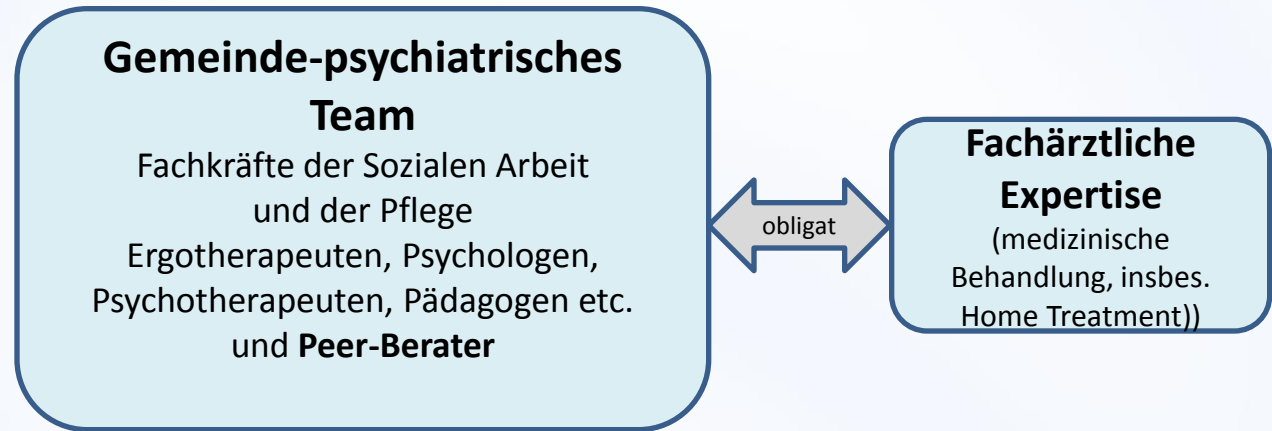 Gemeinde-psychiatrisches
Team
Fachkräfte der Sozialen Arbeit
und der Pflege
Ergotherapeuten, Psychologen,
Psychotherapeuten, Pädagogen etc.
und Peer-Berater
obligat
Fachärztliche
Expertise
(medizinische
Behandlung, insbes.
Home Treatment))